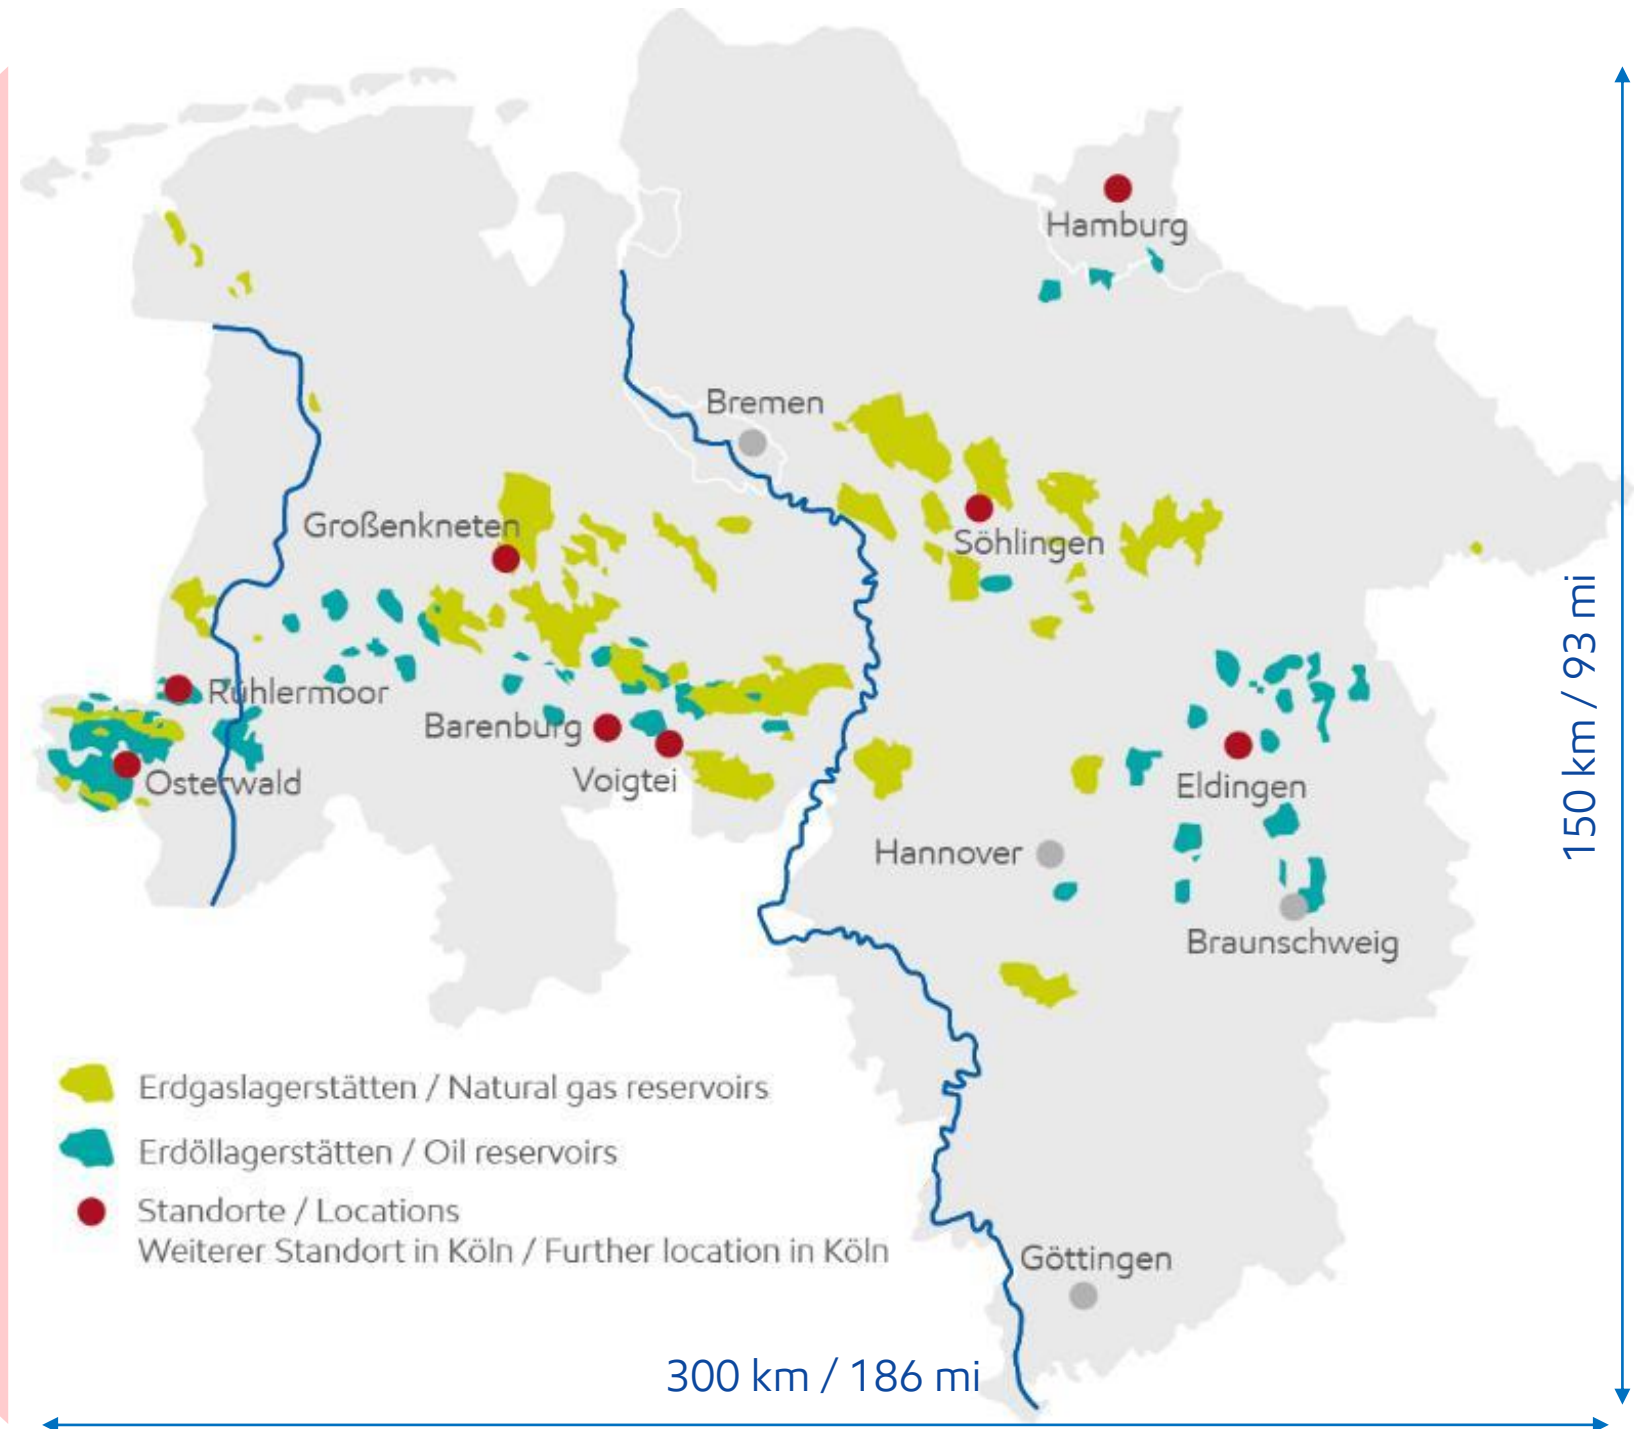 Hamburg
Bremen
Großenkneten
Söhlingen
Rühlermoor
Barenburg
Osterwald
Voigtei
Eldingen
Hannover
Braunschweig
150 km / 93 mi
Erdgaslagerstätten / Natural gas reservoirs
Erdöllagerstätten / Oil reservoirs
Standorte / Locations
Weiterer Standort in Köln / Further location in Köln
Göttingen
300 km / 186 mi